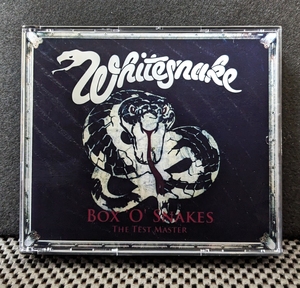 Whitesnake
Box O' Snakes
The Test Master